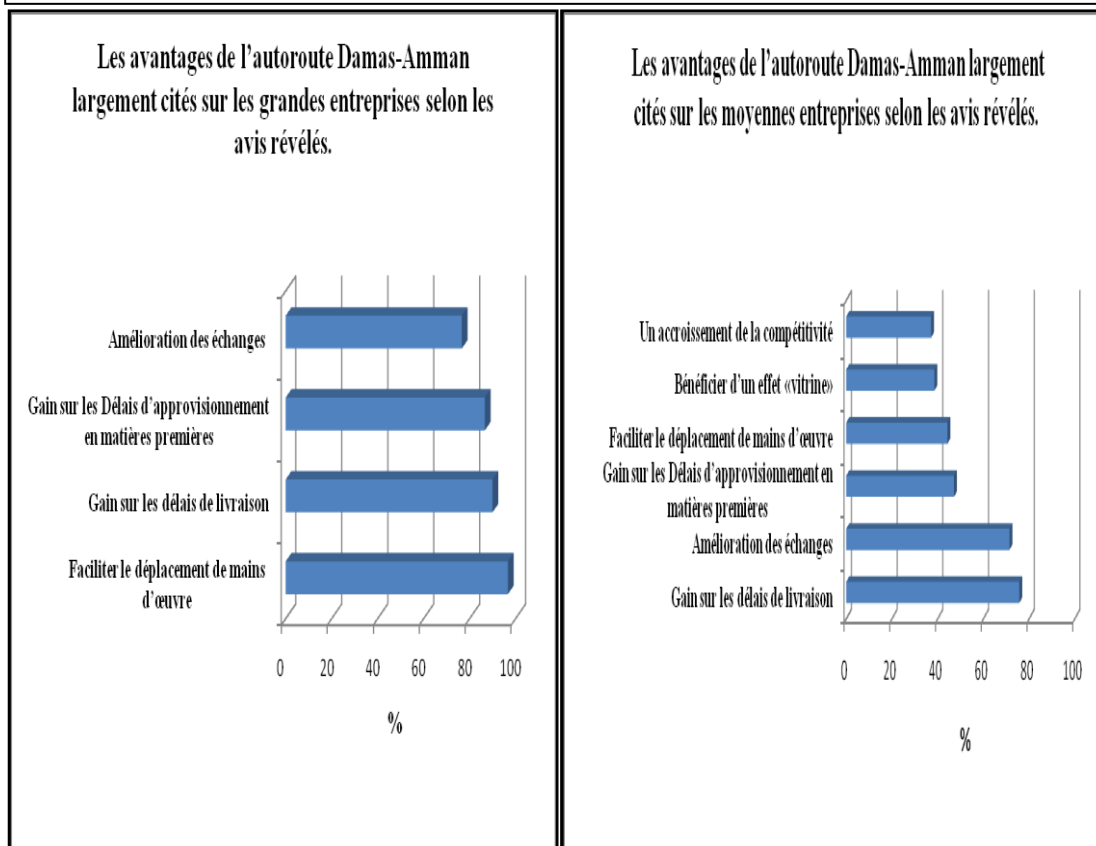 Les avantages de l’autoroute Damas-Amman
largement cités sur les grandes entreprises selon les
avis révélés.
Amélioration des échanges
Gain sur les Délais d’approvisionnement
en matières premières
Gain sur les délais de livraison
Faciliter le déplacement de mains
d’œuvre
0 20 40 60 80 100
%
Les avantages de l’autoroute Damas-Amman largement
cités sur les moyennes entreprises selon les avis révélés.
Un accroissement de la compétitivité
Bénéficier d’un effet «vitrine»
Faciliter le déplacement de mains d’œuvre
Gain sur les Délais d’approvisionnement en
matières premières
Amélioration des échanges
Gain sur les délais de livraison
0 20 40 60 80 100
%